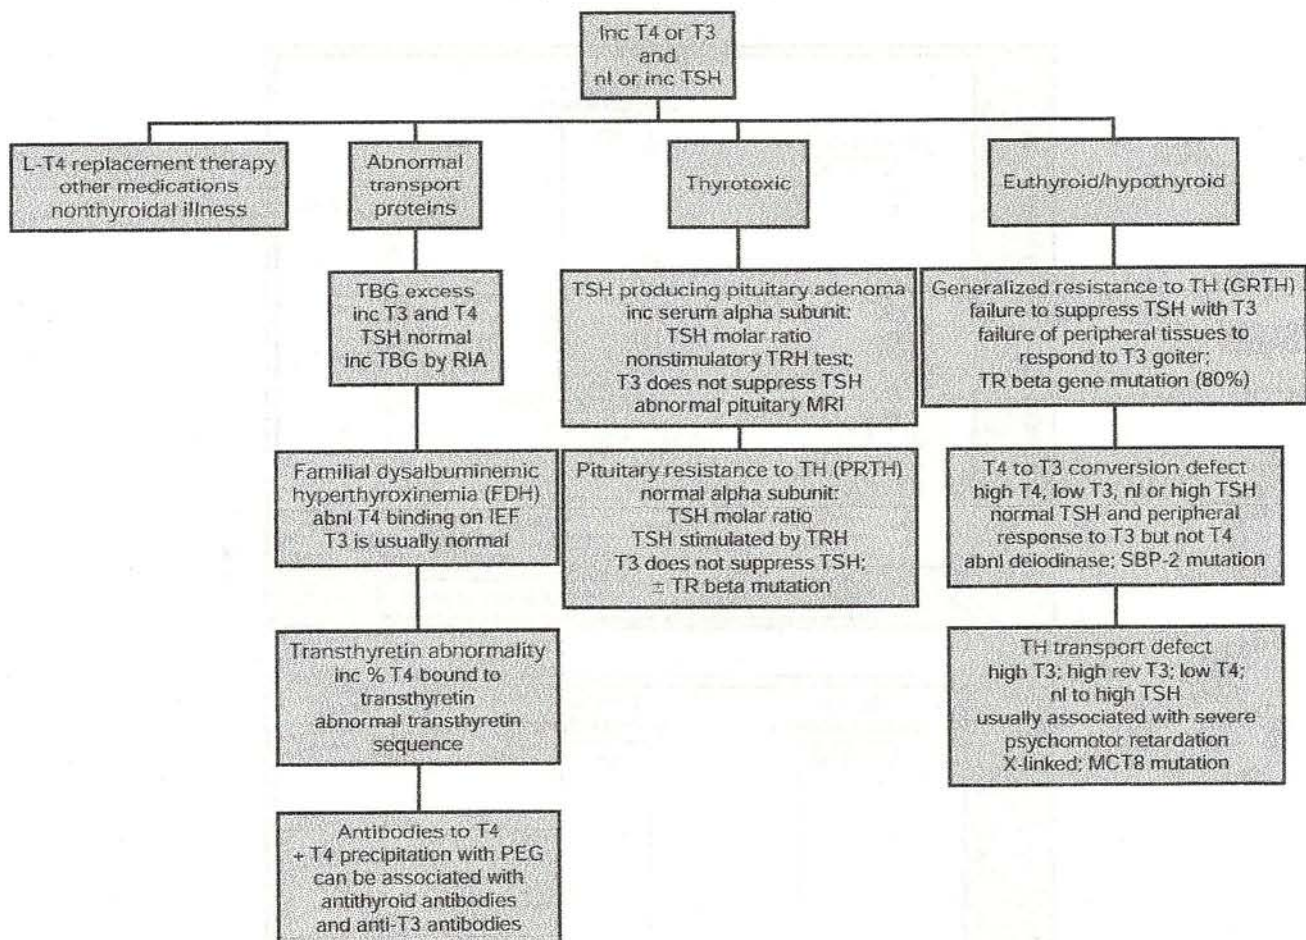 Inc T4 or T3
and
nl or inc TSH
L-T4 replacement therapy
other medications
nonthyroidal illness
Abnormal
transport
proteins
Thyrotoxic
Euthyroid/hypothyroid
TBG excess
inc T3 and T4
TSH normal
inc TBG by RIA
TSH producing pituitary adenoma
inc serum alpha subunit:
TSH molar ratio
nonstimulatory TRH test;
T3 does not suppress TSH
abnormal pituitary MRI
Generalized resistance to TH (GRTH)
failure to suppress TSH with T3
failure of peripheral tissues to
respond to T3 goiter;
TR beta gene mutation (80%)
Familial dysalbuminemic
hyperthyroxinemia (FDH)
abnl T4 binding on IEF
T3 is usually normal
Pituitary resistance to TH (PRTH)
normal alpha subunit:
TSH molar ratio
TSH stimulated by TRH
T3 does not suppress TSH;
± TR beta mutation
T4 to T3 conversion defect
high T4, low T3, nl or high TSH
normal TSH and peripheral
response to T3 but not T4
abnl deiodinase; SBP-2 mutation
Transthyretin abnormality
inc % T4 bound to
transthyretin
abnormal transthyretin
sequence
TH transport defect
high T3; high rev T3; low T4;
nl to high TSH
usually associated with severe
psychomotor retardation
X-linked; MCT8 mutation
Antibodies to T4
+ T4 precipitation with PEG
can be associated with
antithyroid antibodies
and anti-T3 antibodies